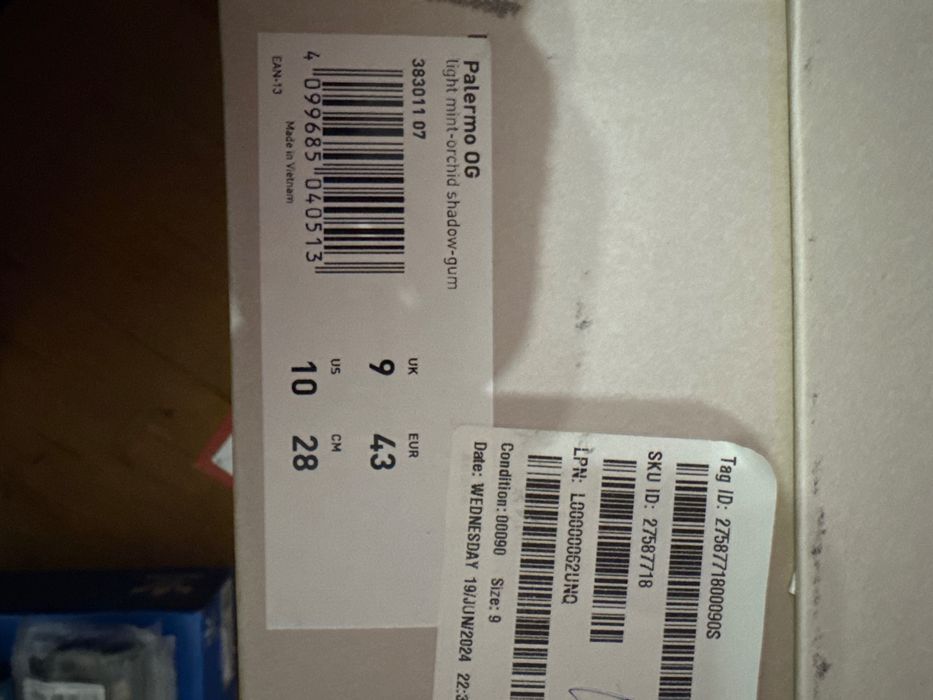 Palermo OG
light mint-orchid shadow-gum
383011 07
4 099685 040513
EAN-13
Made in Vietnam
UK
9
EUR
43
US
10
CM
28
Tag ID: 27587718000090S
SKU ID: 27587718
LPN: L00000062UNQ
Condition: 00090 Size: 9
Date: WEDNESDAY 19/JUN/2024 22:3